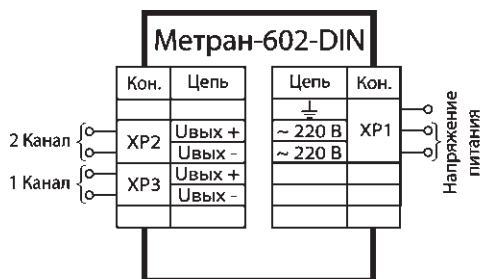 Метран-602-DIN
Кон. Цепь Цепь Кон.
2 Канал XP2 Uвых + ~ 220 В XP1
Uвых - ~ 220 В
1 Канал XP3 Uвых +
Uвых -
Напряжение
питания